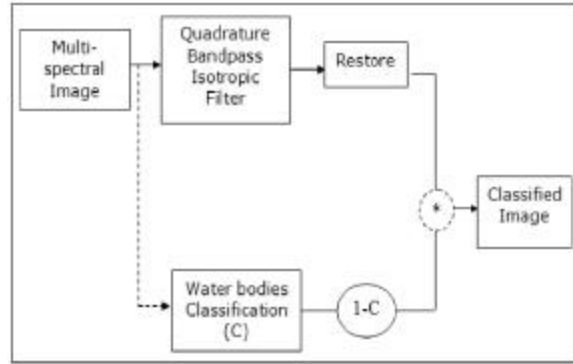 Multi-
spectral
Image
Quadrature
Bandpass
Isotropic
Filter
Restore
*
Classified
Image
Water bodies
Classification
(C)
1-C